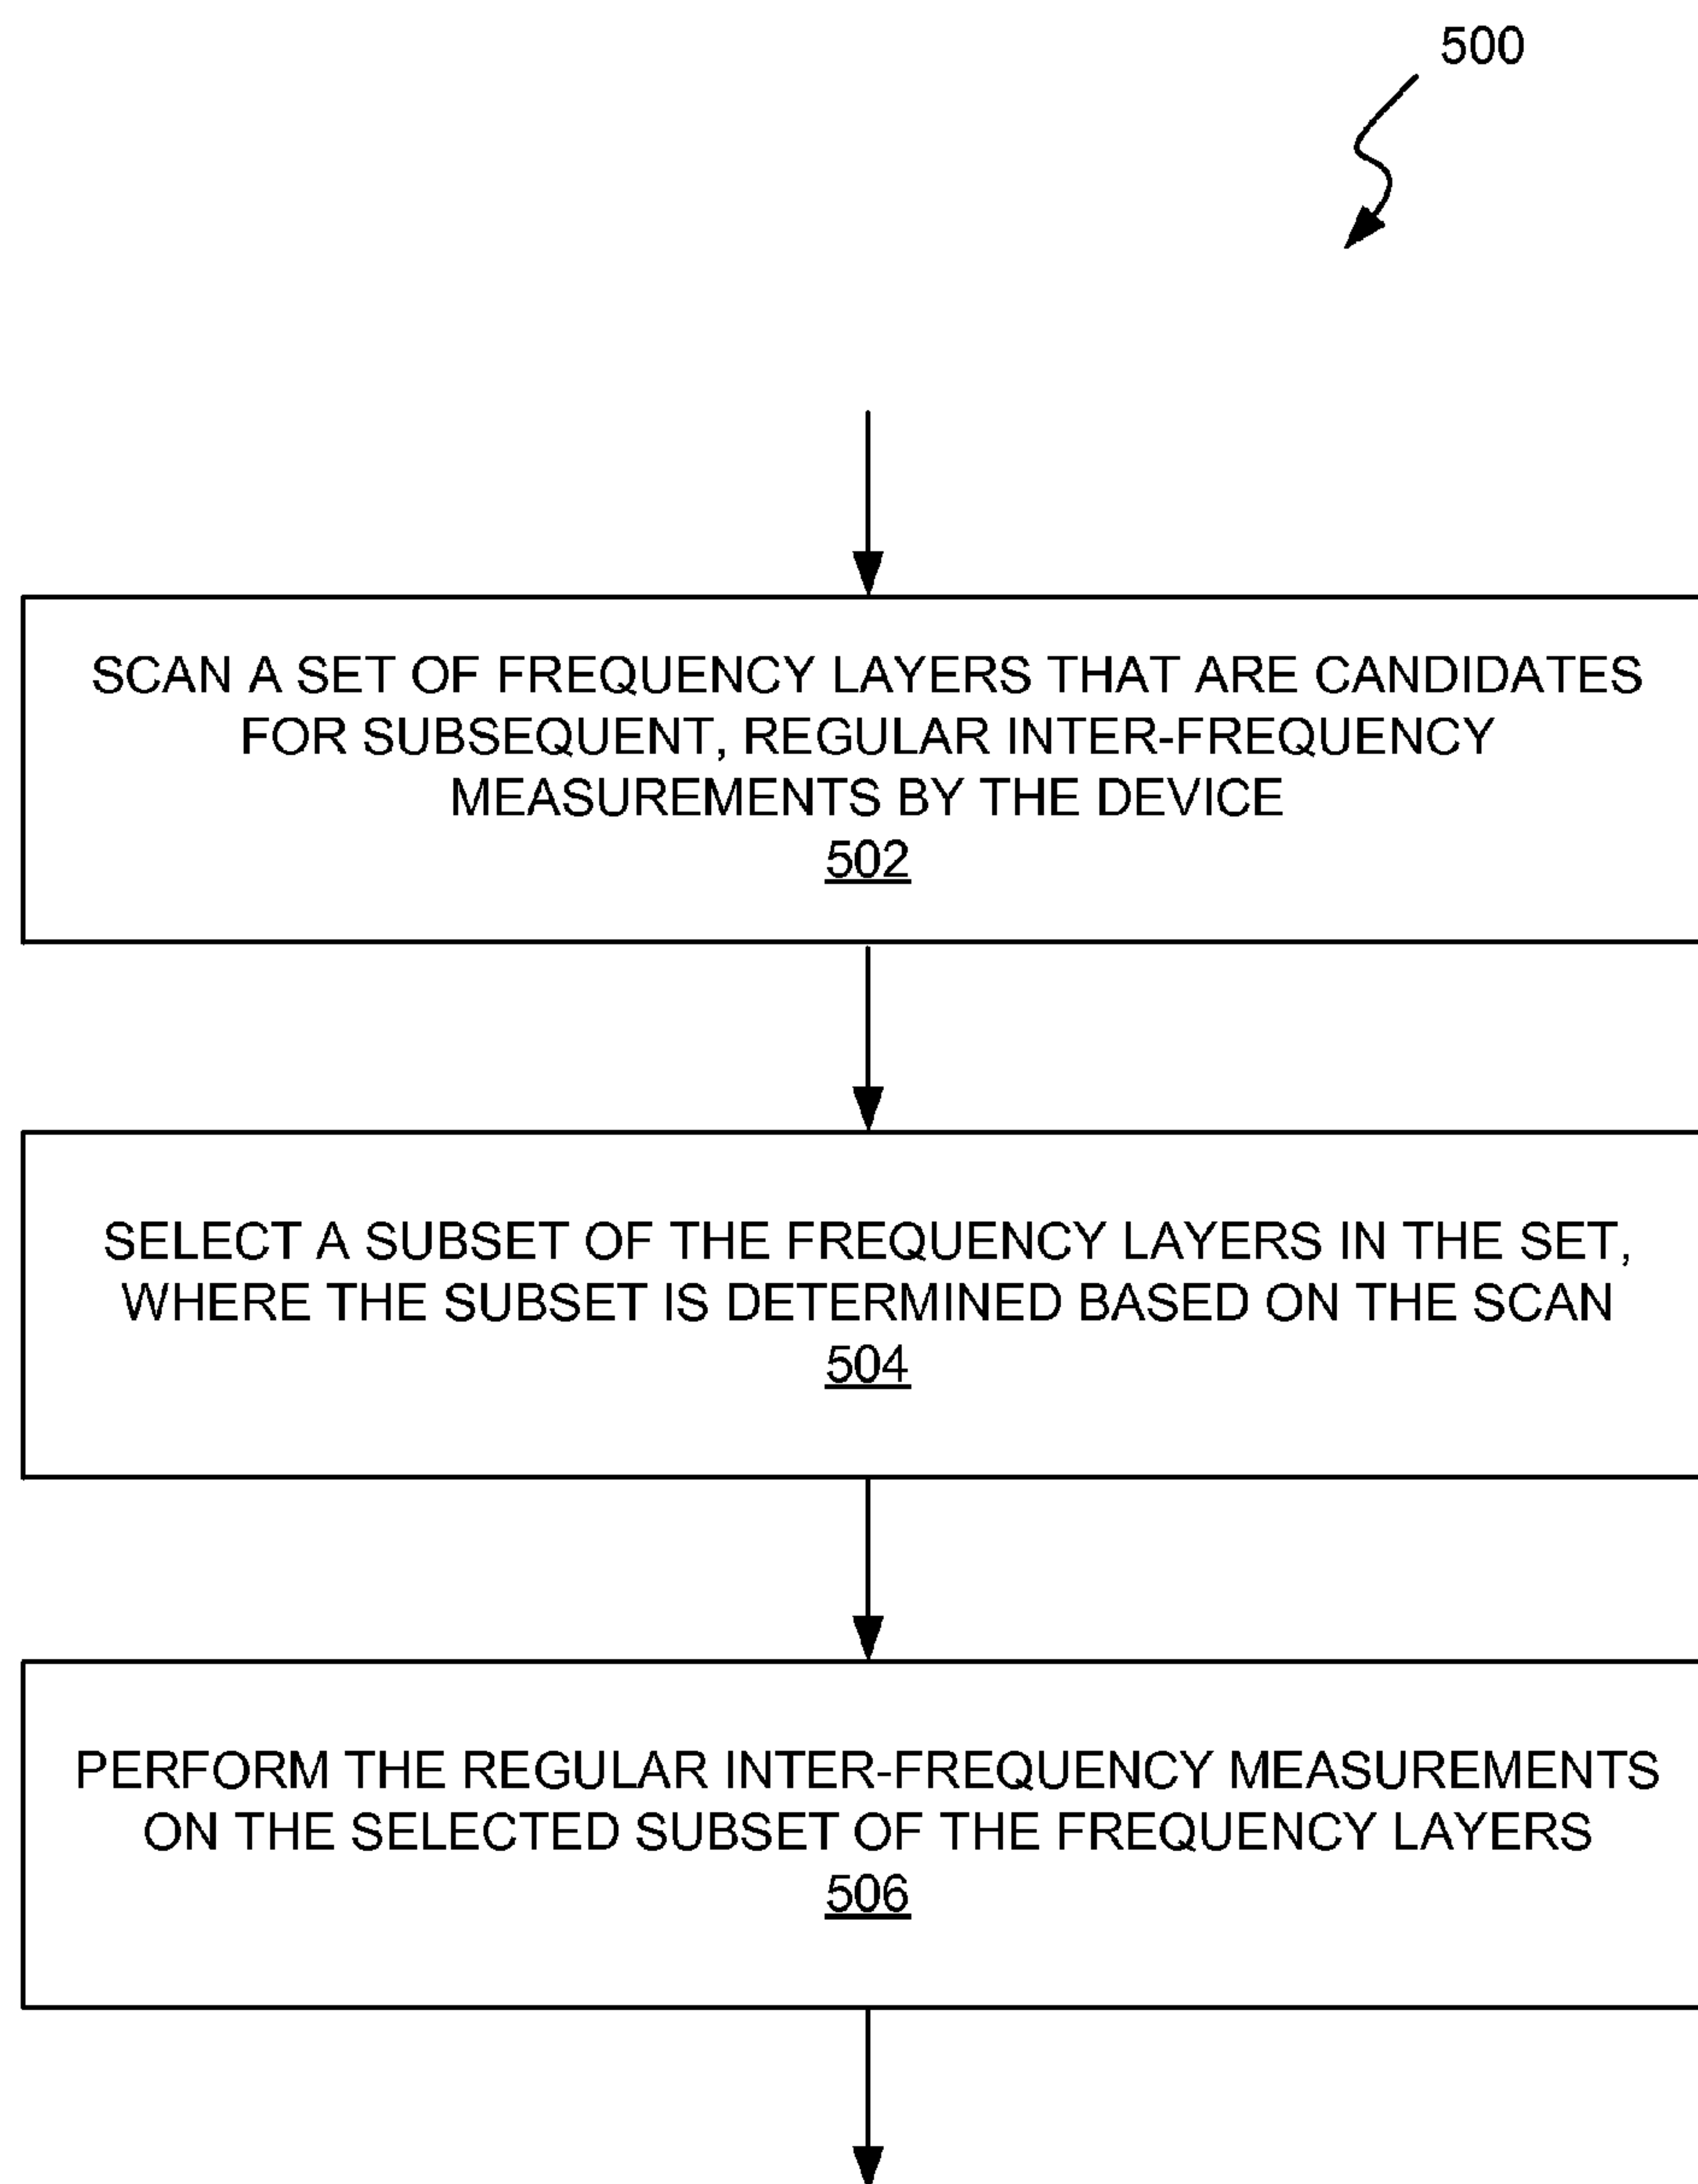 500
SCAN A SET OF FREQUENCY LAYERS THAT ARE CANDIDATES
FOR SUBSEQUENT, REGULAR INTER-FREQUENCY
MEASUREMENTS BY THE DEVICE
502
SELECT A SUBSET OF THE FREQUENCY LAYERS IN THE SET,
WHERE THE SUBSET IS DETERMINED BASED ON THE SCAN
504
PERFORM THE REGULAR INTER-FREQUENCY MEASUREMENTS
ON THE SELECTED SUBSET OF THE FREQUENCY LAYERS
506